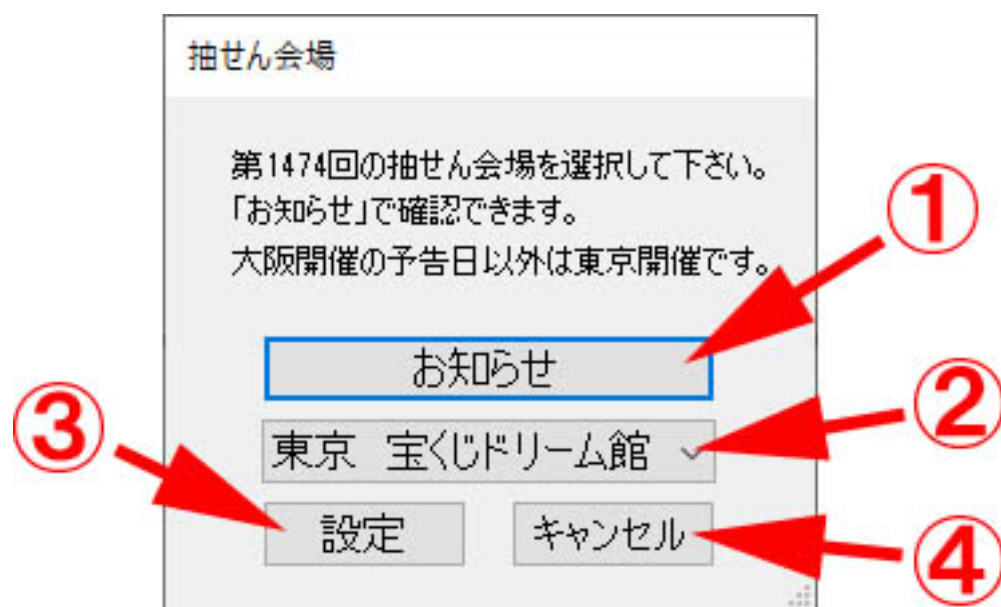 抽せん会場
第1474回の抽せん会場を選択して下さい。
「お知らせ」で確認できます。
大阪開催の予告日以外は東京開催です。
①
お知らせ
②
東京 宝くじドリーム館
③
設定
キャンセル
④